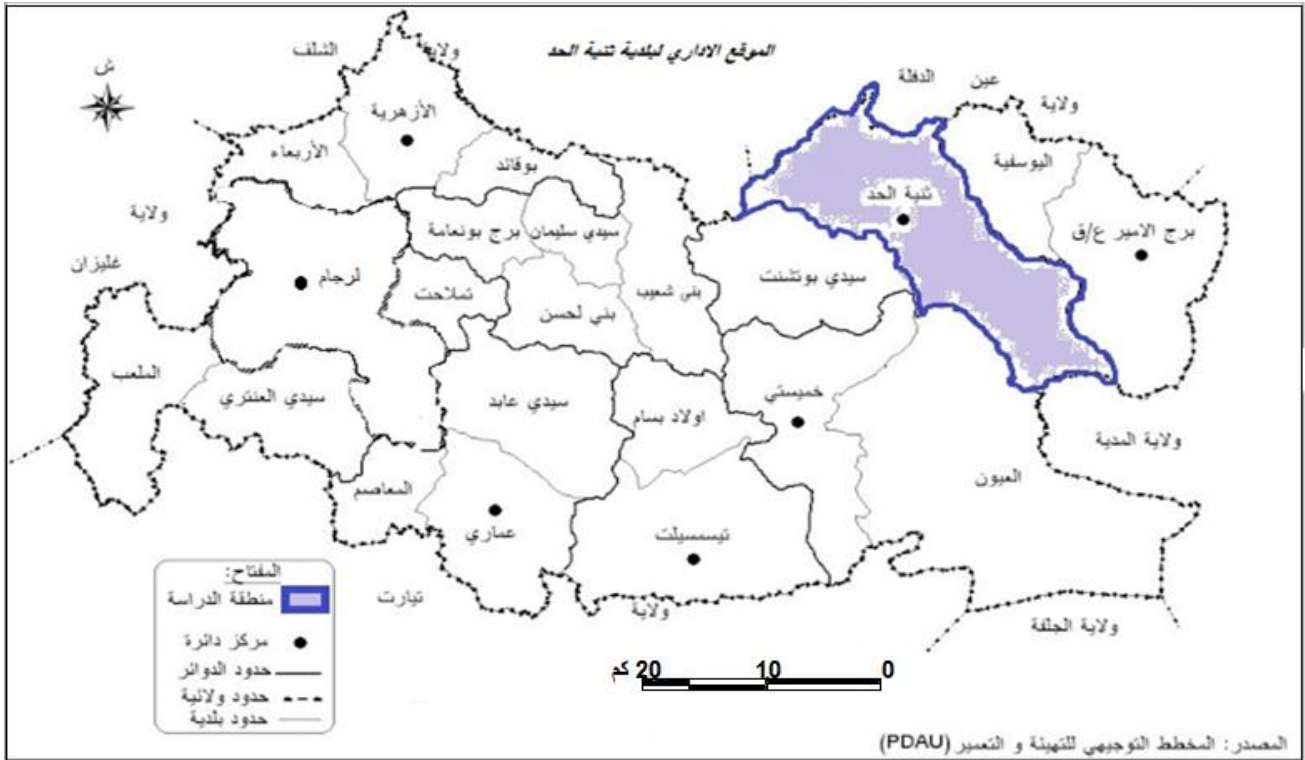 الموقع الاداري لبلدية ثنية الحد
ولاية
الشلف
عين
الدفلة
ولاية
ش
الأزهرية
الأربعاء
بوقائد
اليوسفية
ثنية الحد
برج الامير ع/ق
ولاية
غليزان
سيدي سليمان
برج بونعامة
لرجام
تملاحت
بني لحسن
بني شعيب
سيدي بوتشنت
الملعب
سيدي العنتري
سيدي عابد
اولاد بسام
خميستي
ولاية المدية
العيون
المعاصم
عماري
تيسمسيلت
تيارت
ولاية
ولاية الجلفة
المفتاح:
منطقة الدراسة
مركز دائرة
حدود الدوائر
حدود ولائية
حدود بلدية
0 10 20 كم
المصدر: المخطط التوجيهي للتهيئة و التعمير (PDAU)